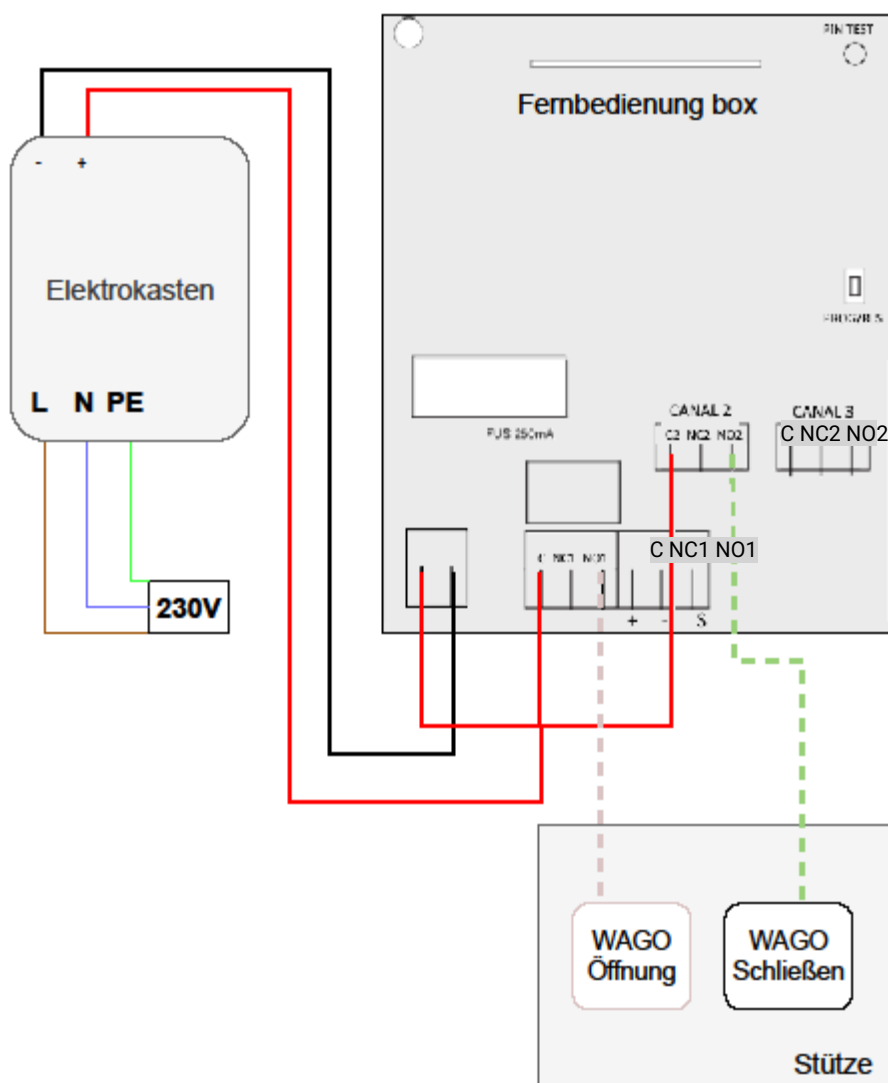 PIN TEST
Fernbedienung box
- +
Elektrokasten
L N PE
230V
FUS 250mA
CANAL 2
C2 NC2 NO2
CANAL 3
C NC2 NO2
C NC1 NO1
+ - S
WAGO
Öffnung
WAGO
Schließen
Stütze